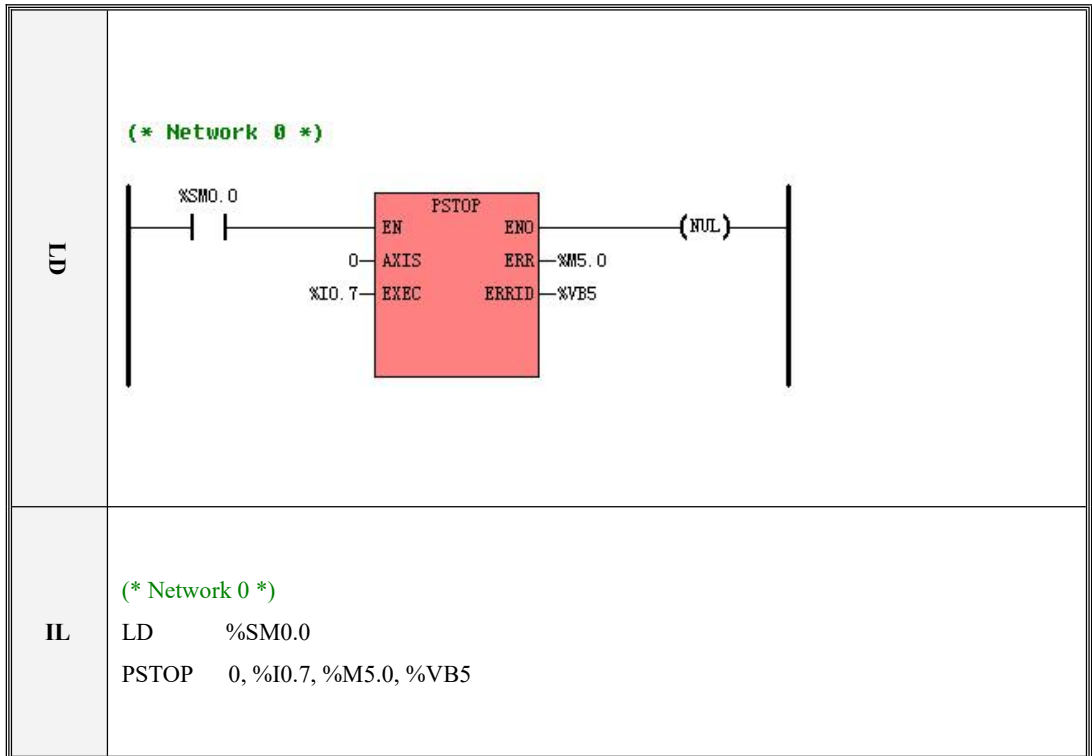 LD
(* Network 0 *)
%SM0.0
PSTOP
EN ENO
(NUL)
0 AXIS ERR %M5.0
%I0.7 EXEC ERRID %VB5
IL
(* Network 0 *)
LD %SM0.0
PSTOP 0, %I0.7, %M5.0, %VB5